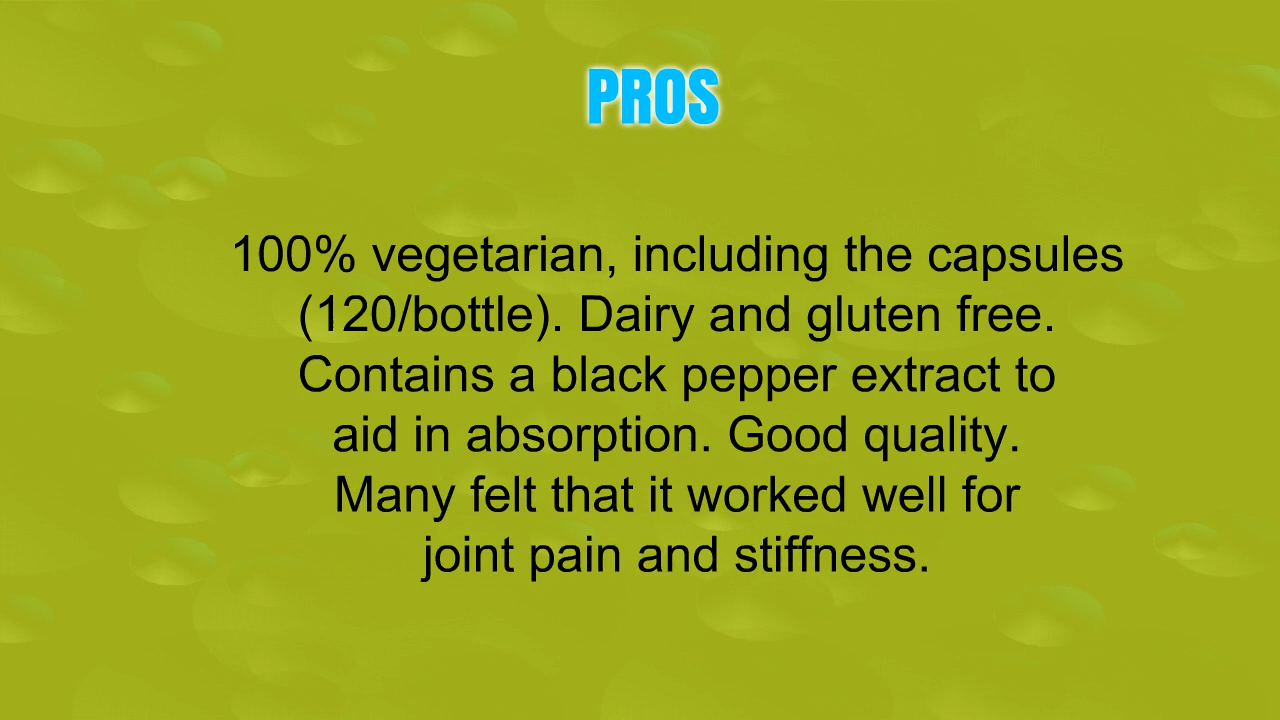 PROS
100% vegetarian, including the capsules
(120/bottle). Dairy and gluten free.
Contains a black pepper extract to
aid in absorption. Good quality.
Many felt that it worked well for
joint pain and stiffness.